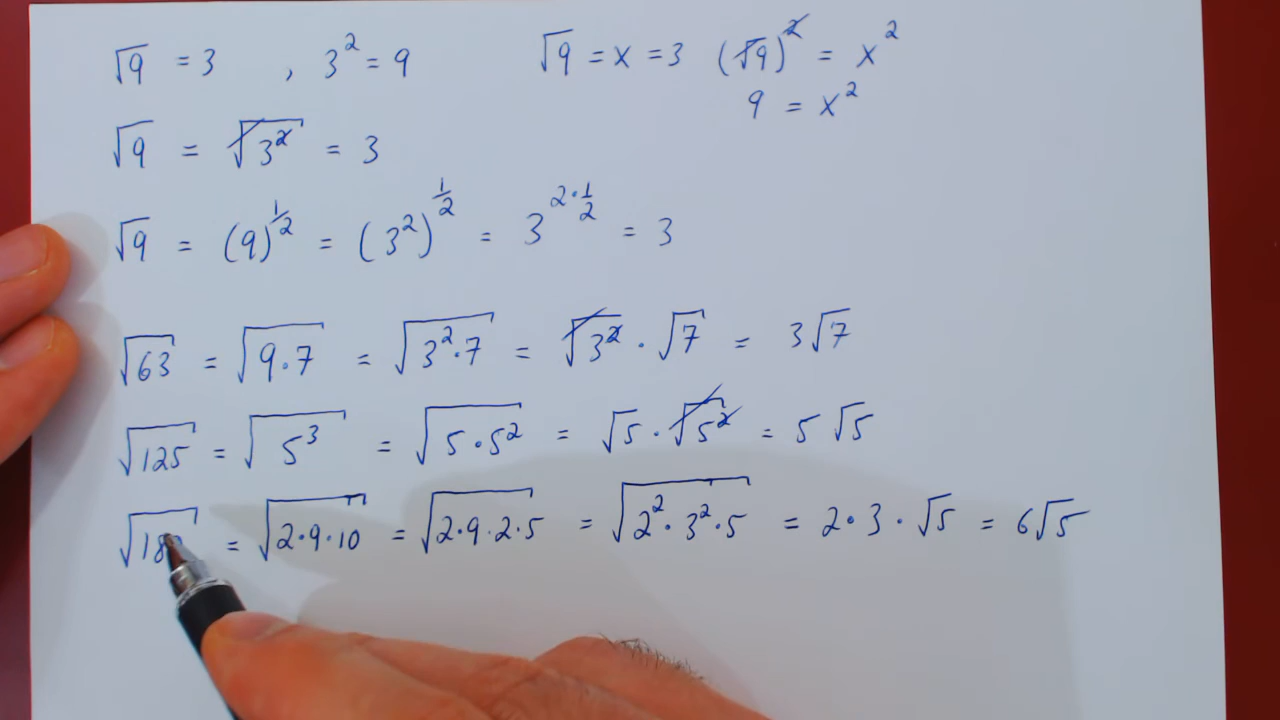 √9 = 3 , 3² = 9 √9 = x = 3 (√9)² = x²
9 = x²
√9 = √3² = 3
√9 = (9)^½ = (3²)^½ = 3^(2·½) = 3
√63 = √9·7 = √3²·7 = √3² · √7 = 3√7
√125 = √5³ = √5·5² = √5 · √5² = 5√5
= √2·9·10 = √2·9·2·5 = √2²·3²·5 = 2·3·√5 = 6√5